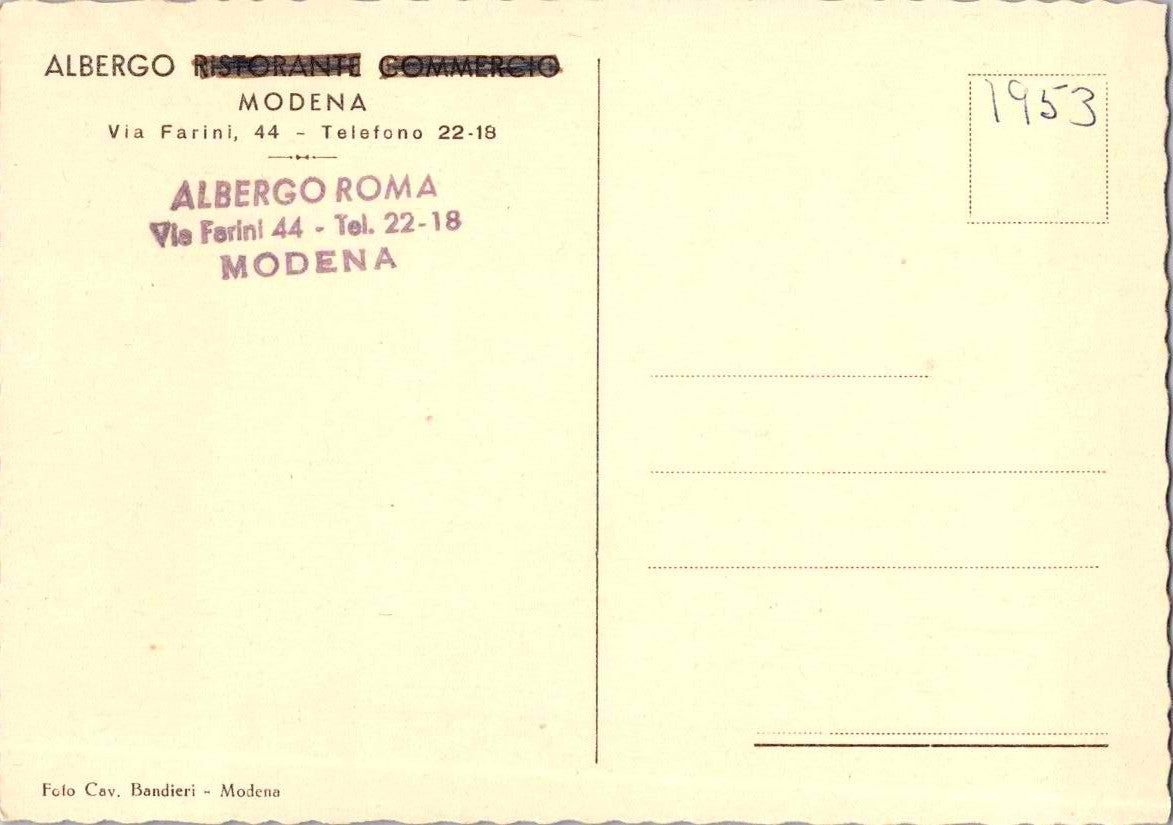 ALBERGO RISTORANTE COMMERCIO
MODENA
Via Farini, 44 - Telefono 22-18
ALBERGO ROMA
Via Farini 44 - Tel. 22-18
MODENA
1953
Foto Cav. Bandieri - Modena